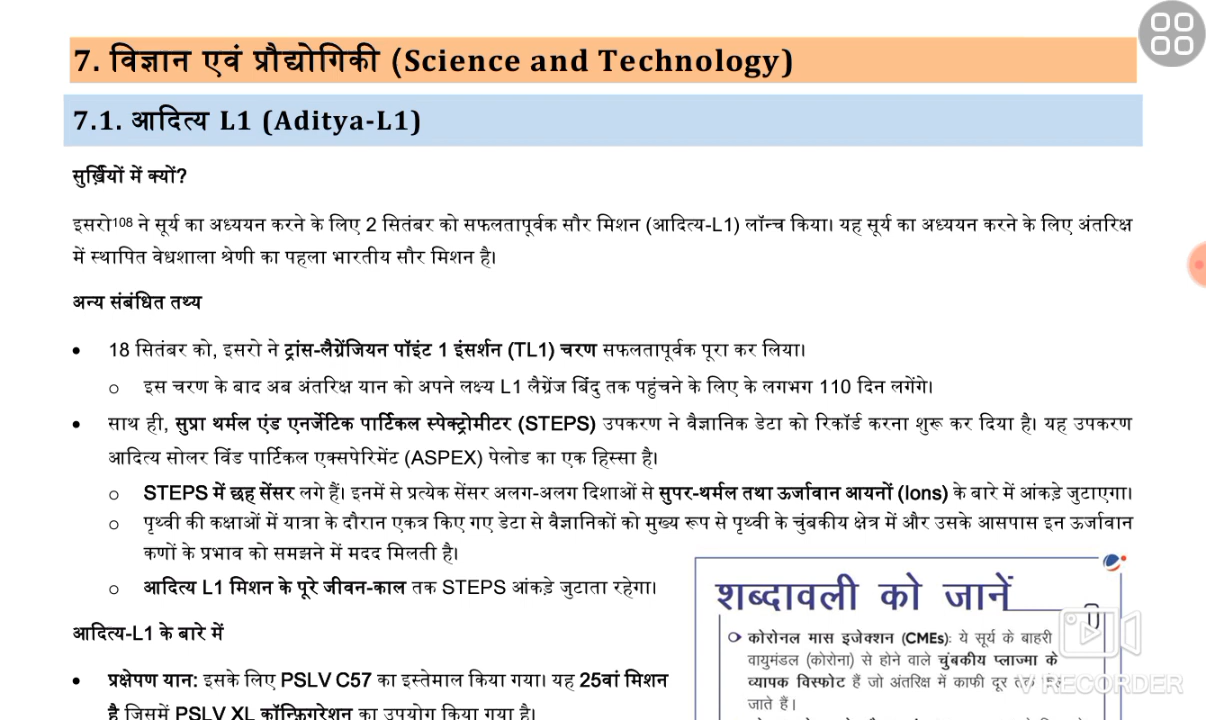 7. विज्ञान एवं प्रौद्योगिकी (Science and Technology)
7.1. आदित्य L1 (Aditya-L1)
सुर्ख़ियों में क्यों?
इसरो108 ने सूर्य का अध्ययन करने के लिए 2 सितंबर को सफलतापूर्वक सौर मिशन (आदित्य-L1) लॉन्च किया। यह सूर्य का अध्ययन करने के लिए अंतरिक्ष
में स्थापित वेधशाला श्रेणी का पहला भारतीय सौर मिशन है।
अन्य संबंधित तथ्य
• 18 सितंबर को, इसरो ने ट्रांस-लैग्रेंजियन पॉइंट 1 इंसर्शन (TL1) चरण सफलतापूर्वक पूरा कर लिया।
o इस चरण के बाद अब अंतरिक्ष यान को अपने लक्ष्य L1 लैग्रेंज बिंदु तक पहुंचने के लिए के लगभग 110 दिन लगेंगे।
• साथ ही, सुप्रा थर्मल एंड एनर्जेटिक पार्टिकल स्पेक्ट्रोमीटर (STEPS) उपकरण ने वैज्ञानिक डेटा को रिकॉर्ड करना शुरू कर दिया है। यह उपकरण
आदित्य सोलर विंड पार्टिकल एक्सपेरिमेंट (ASPEX) पेलोड का एक हिस्सा है।
o STEPS में छह सेंसर लगे हैं। इनमें से प्रत्येक सेंसर अलग-अलग दिशाओं से सुपर-थर्मल तथा ऊर्जावान आयनों (Ions) के बारे में आंकड़े जुटाएगा।
o पृथ्वी की कक्षाओं में यात्रा के दौरान एकत्र किए गए डेटा से वैज्ञानिकों को मुख्य रूप से पृथ्वी के चुंबकीय क्षेत्र में और उसके आसपास इन ऊर्जावान
कणों के प्रभाव को समझने में मदद मिलती है।
o आदित्य L1 मिशन के पूरे जीवन-काल तक STEPS आंकड़े जुटाता रहेगा।
आदित्य-L1 के बारे में
• प्रक्षेपण यान: इसके लिए PSLV C57 का इस्तेमाल किया गया। यह 25वां मिशन
है जिसमें PSLV XL कॉन्फ़िगरेशन का उपयोग किया गया है।
शब्दावली को जानें
कोरोनल मास इजेक्शन (CMEs): ये सूर्य के बाहरी
वायुमंडल (कोरोना) से होने वाले चुंबकीय प्लाज्मा के
व्यापक विस्फोट हैं जो अंतरिक्ष में काफी दूर
जाते हैं।
V RECORDER